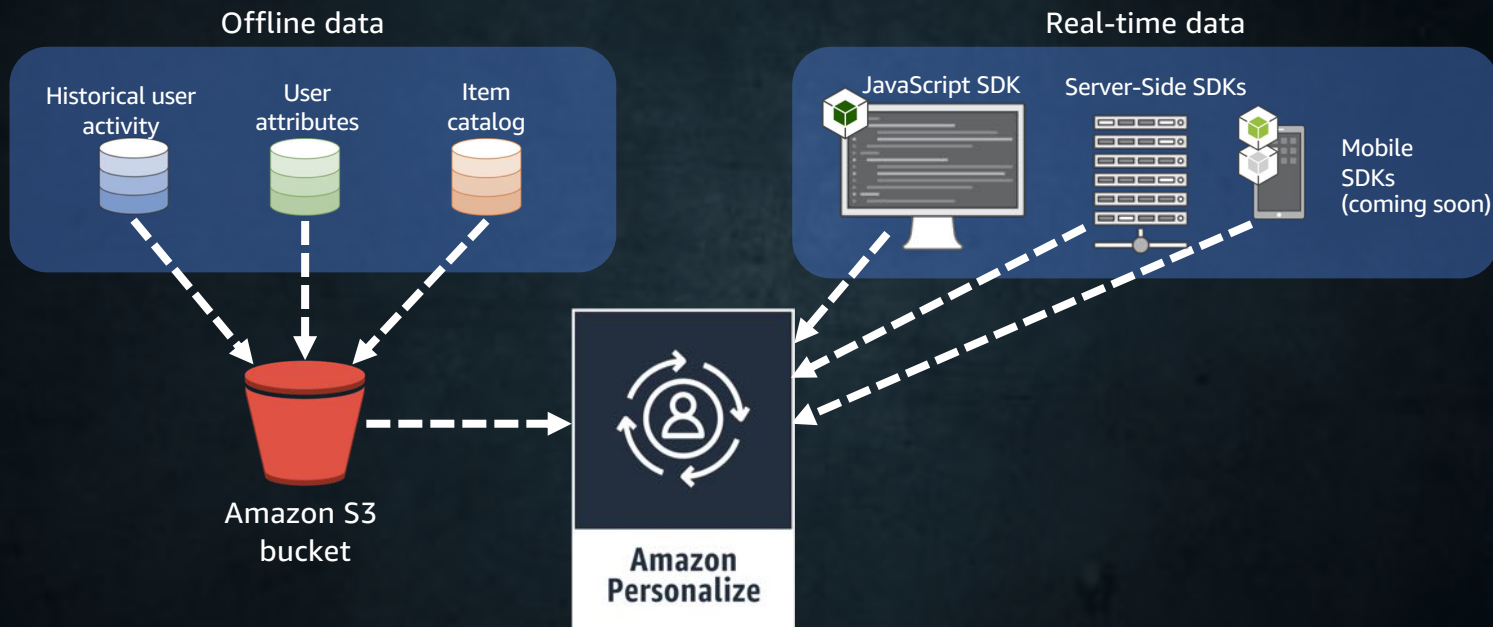 Offline data
Historical user
activity
User
attributes
Item
catalog
Amazon S3
bucket
Real-time data
JavaScript SDK
Server-Side SDKs
Mobile
SDKs
(coming soon)
Amazon
Personalize